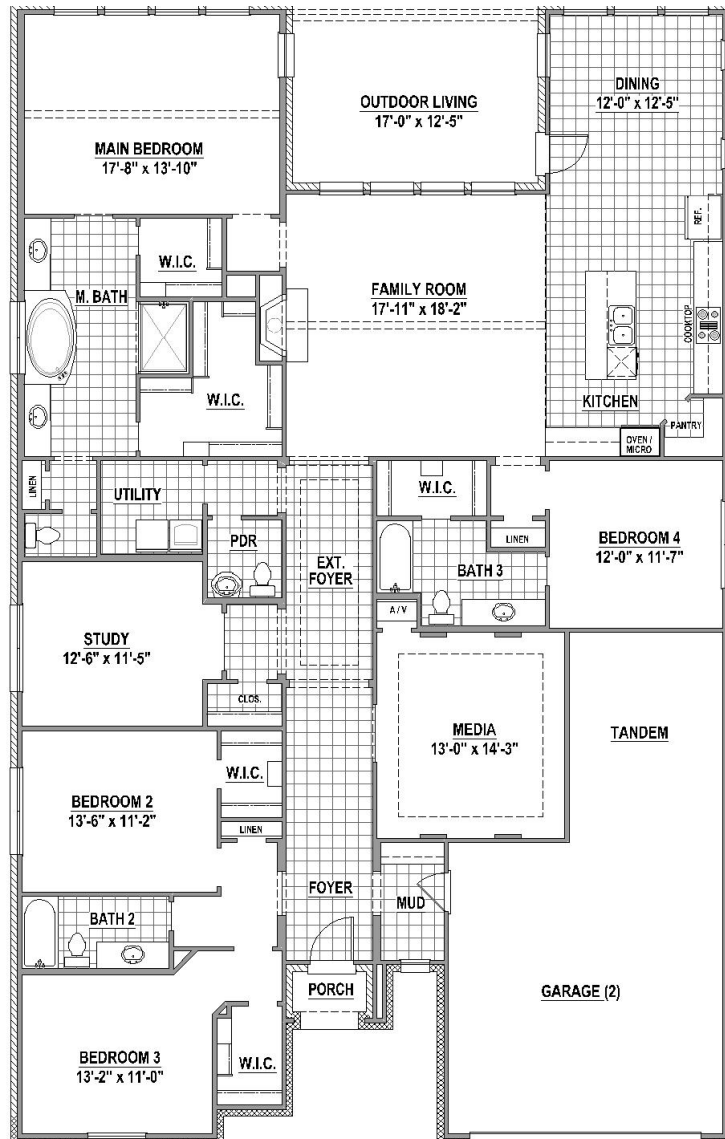 DINING
12'-0" x 12'-5"
OUTDOOR LIVING
17'-0" x 12'-5"
MAIN BEDROOM
17'-8" x 13'-10"
REF.
W.I.C.
M. BATH
FAMILY ROOM
17'-11" x 18'-2"
COOKTOP
W.I.C.
KITCHEN
PANTRY
OVEN /
MICRO
LINEN
UTILITY
W.I.C.
PDR
LINEN
BEDROOM 4
12'-0" x 11'-7"
EXT.
FOYER
BATH 3
A / V
STUDY
12'-6" x 11'-5"
CLOS.
MEDIA
13'-0" x 14'-3"
TANDEM
W.I.C.
BEDROOM 2
13'-6" x 11'-2"
LINEN
FOYER
MUD
BATH 2
PORCH
GARAGE (2)
BEDROOM 3
13'-2" x 11'-0"
W.I.C.